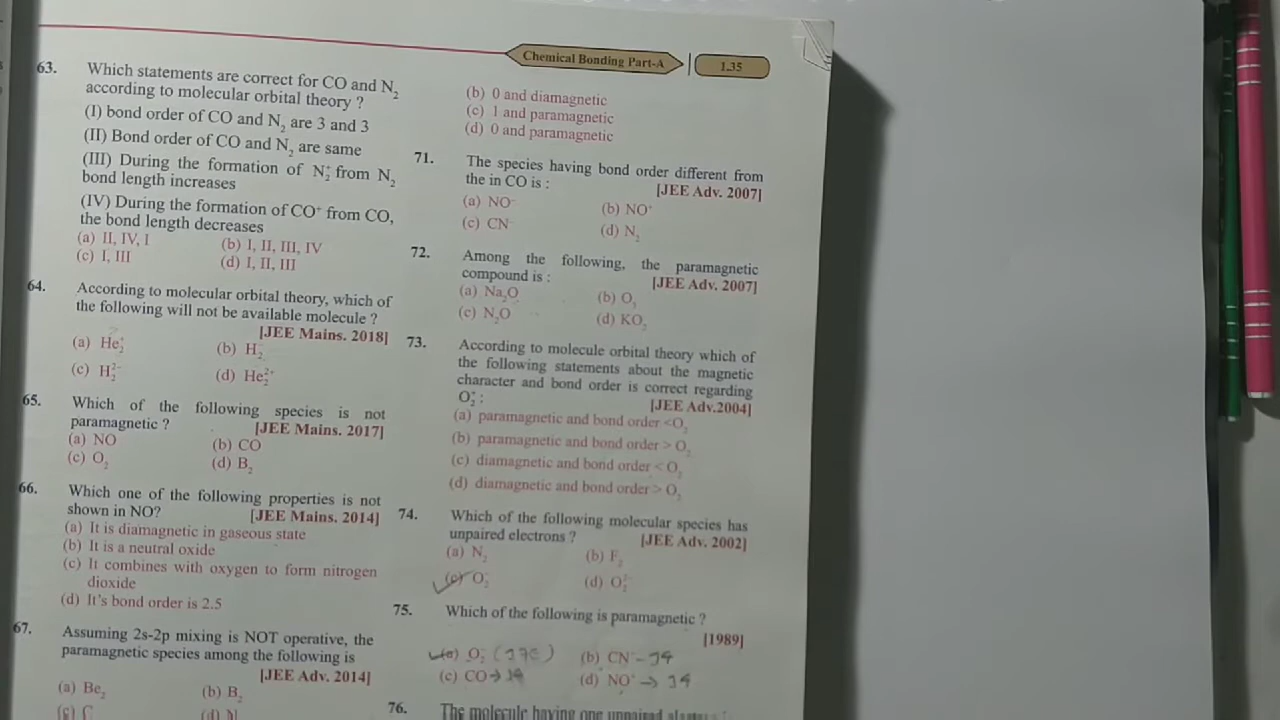 Chemical Bonding Part-A
1.35
63. Which statements are correct for CO and N₂
according to molecular orbital theory ?
(I) bond order of CO and N₂ are 3 and 3
(II) Bond order of CO and N₂ are same
(III) During the formation of N₂⁺ from N₂
bond length increases
(IV) During the formation of CO⁺ from CO,
the bond length decreases
(a) II, IV, I (b) I, II, III, IV
(c) I, III (d) I, II, III
64. According to molecular orbital theory, which of
the following will not be available molecule ?
[JEE Mains. 2018]
(a) He₂⁺ (b) H₂⁻
(c) H₂²⁻ (d) He₂²⁺
65. Which of the following species is not
paramagnetic ? [JEE Mains. 2017]
(a) NO (b) CO
(c) O₂ (d) B₂
66. Which one of the following properties is not
shown in NO? [JEE Mains. 2014]
(a) It is diamagnetic in gaseous state
(b) It is a neutral oxide
(c) It combines with oxygen to form nitrogen
dioxide
(d) It's bond order is 2.5
67. Assuming 2s-2p mixing is NOT operative, the
paramagnetic species among the following is
[JEE Adv. 2014]
(a) Be₂ (b) B₂
(b) 0 and diamagnetic
(c) 1 and paramagnetic
(d) 0 and paramagnetic
71. The species having bond order different from
the in CO is : [JEE Adv. 2007]
(a) NO⁻ (b) NO⁺
(c) CN⁻ (d) N₂
72. Among the following, the paramagnetic
compound is : [JEE Adv. 2007]
(a) Na₂O (b) O₃
(c) N₂O (d) KO₂
73. According to molecule orbital theory which of
the following statements about the magnetic
character and bond order is correct regarding
O₂⁺ : [JEE Adv.2004]
(a) paramagnetic and bond order <O₂
(b) paramagnetic and bond order > O₂
(c) diamagnetic and bond order < O₂
(d) diamagnetic and bond order > O₂
74. Which of the following molecular species has
unpaired electrons ? [JEE Adv. 2002]
(a) N₂ (b) F₂
(c) O₂⁻ (d) O₂²⁻
75. Which of the following is paramagnetic ?
[1989]
(a) O₂⁻ (b) CN⁻ – 14
(c) CO → 14 (d) NO⁺ → 14
76. The molecule having one unpaired